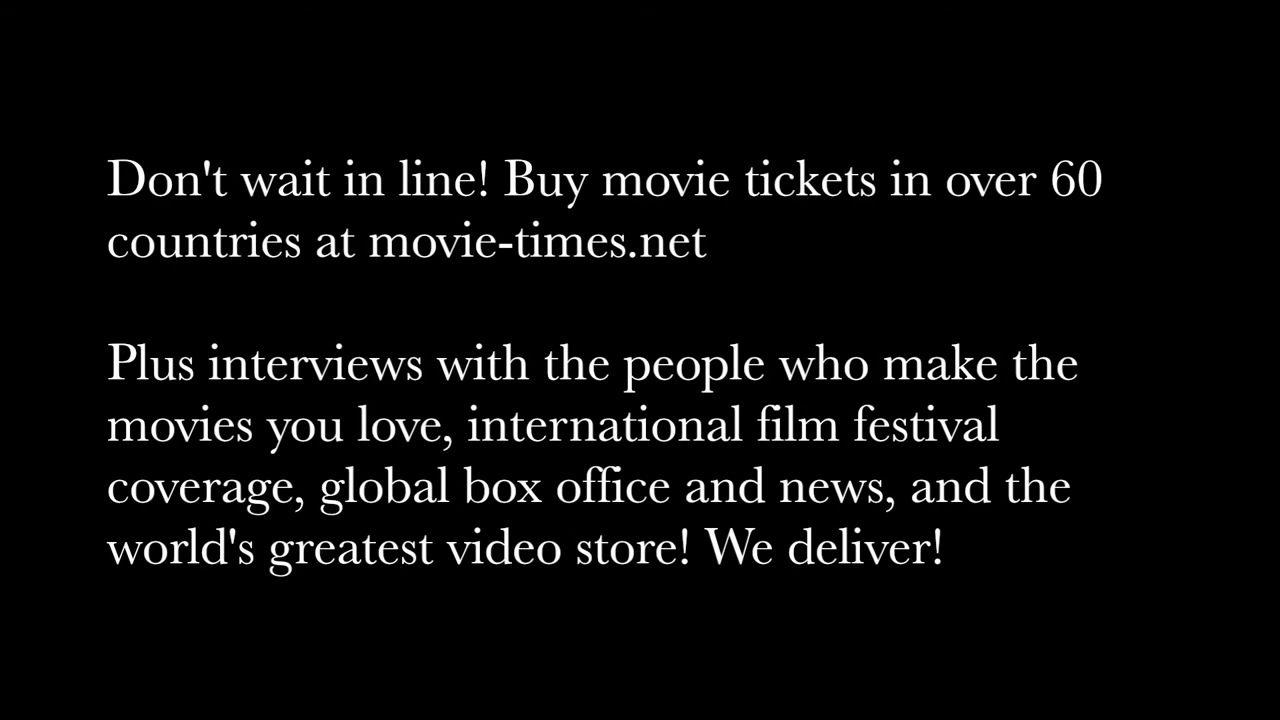 Don't wait in line! Buy movie tickets in over 60
countries at movie-times.net
Plus interviews with the people who make the
movies you love, international film festival
coverage, global box office and news, and the
world's greatest video store! We deliver!